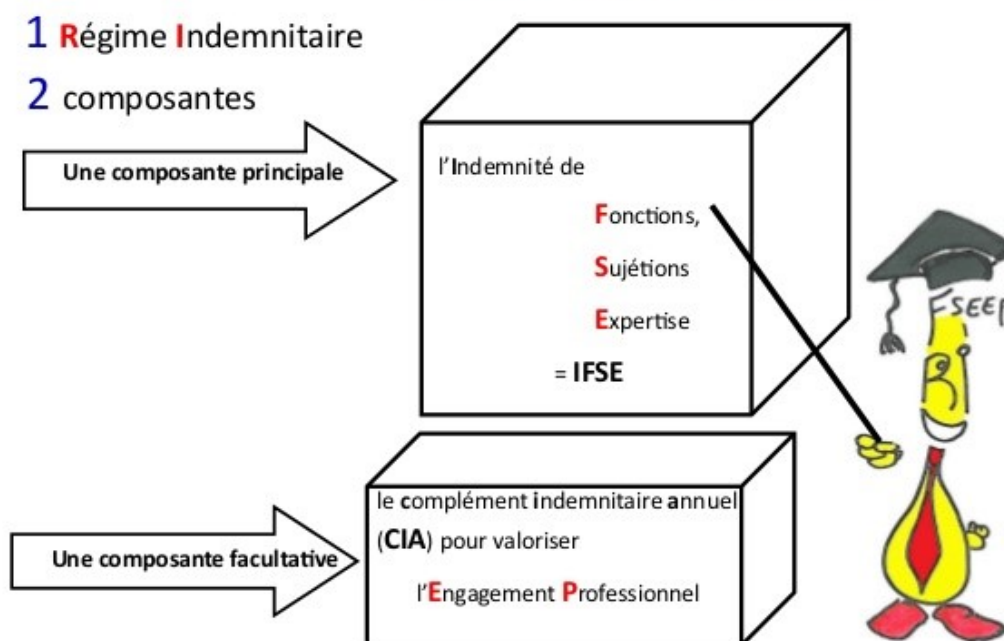 1 Régime Indemnitaire
2 composantes
Une composante principale
l'Indemnité de
Fonctions,
Sujétions
Expertise
= IFSE
Une composante facultative
le complément indemnitaire annuel
(CIA) pour valoriser
l'Engagement Professionnel